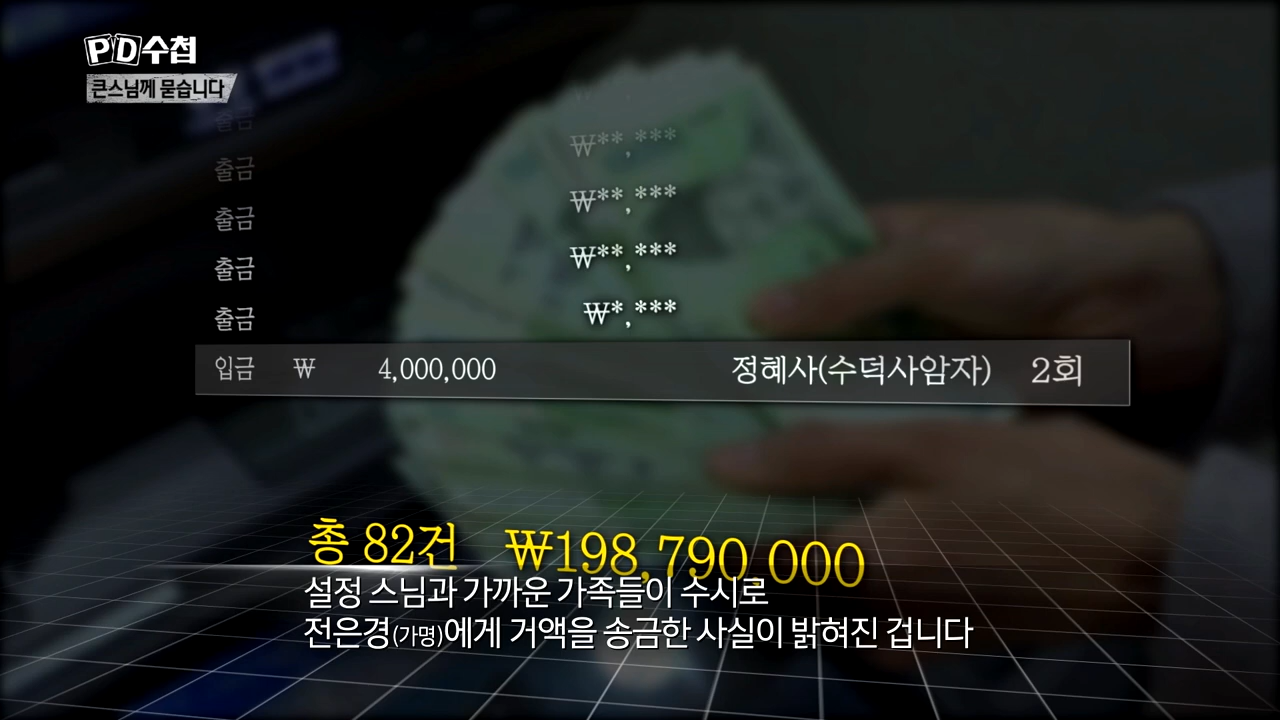 PD수첩
큰스님께 묻습니다
출금
₩**,***
출금
₩**,***
출금
₩**,***
출금
₩*,***
출금
입금 ₩ 4,000,000 정혜사(수덕사암자) 2회
총 82건 ₩198,790,000
설정 스님과 가까운 가족들이 수시로
전은경(가명)에게 거액을 송금한 사실이 밝혀진 겁니다